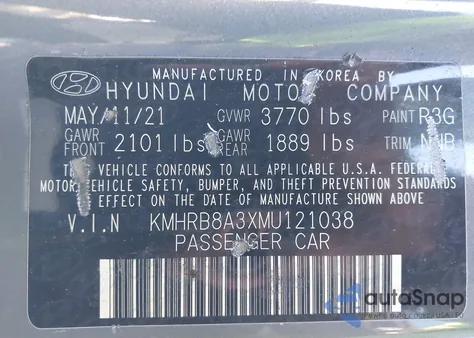 MANUFACTURED IN KOREA BY
HYUNDAI MOTOR COMPANY
MAY/11/21 GVWR 3770 lbs PAINT R3G
GAWR FRONT 2101 lbs GAWR REAR 1889 lbs TRIM NNB
THIS VEHICLE CONFORMS TO ALL APPLICABLE U.S.A. FEDERAL
MOTOR VEHICLE SAFETY, BUMPER, AND THEFT PREVENTION STANDARDS
IN EFFECT ON THE DATE OF MANUFACTURE SHOWN ABOVE.
V.I.N KMHRB8A3XMU121038
PASSENGER CAR
autoSnap